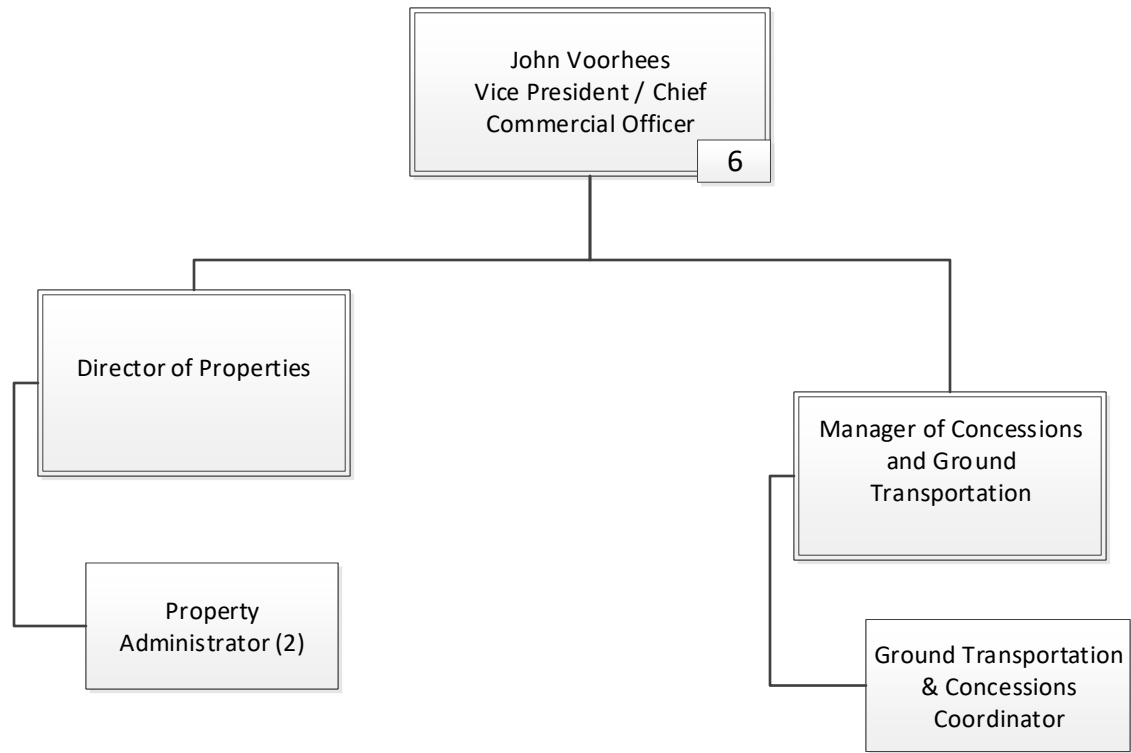 John Voorhees
Vice President / Chief
Commercial Officer
6
Director of Properties
Manager of Concessions
and Ground
Transportation
Property
Administrator (2)
Ground Transportation
& Concessions
Coordinator